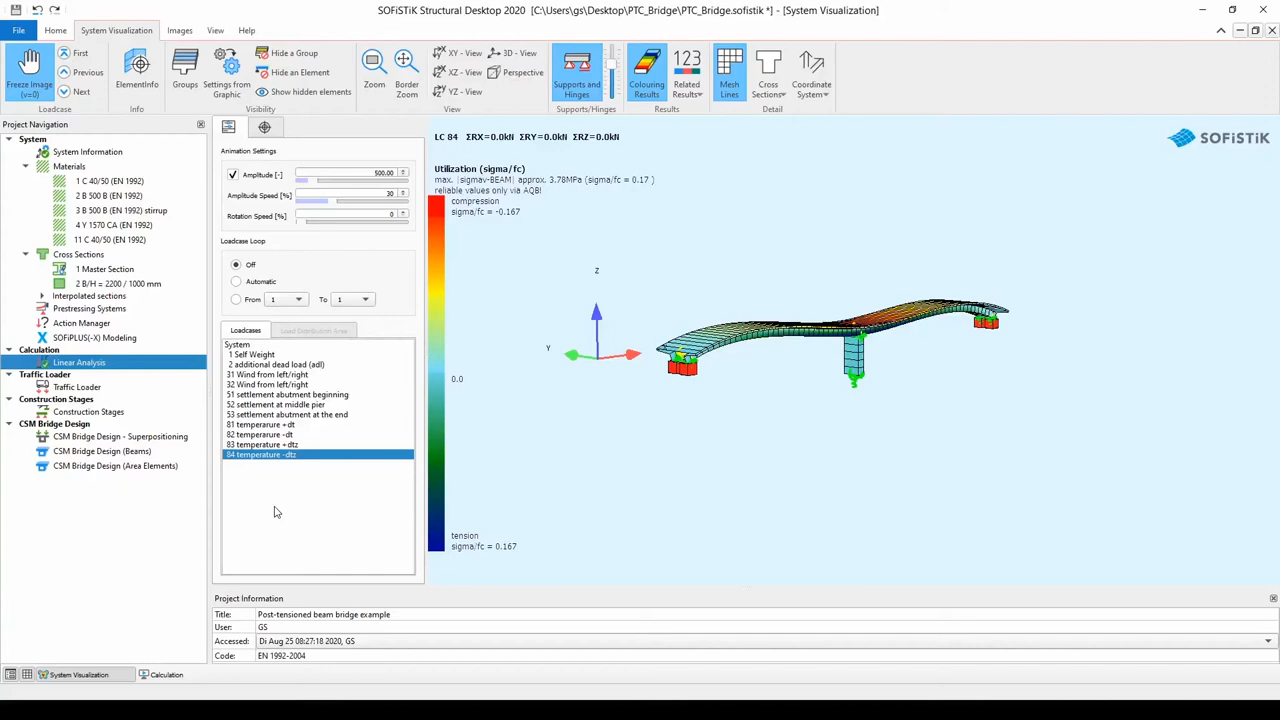 SOFiSTiK Structural Desktop 2020 [C:\Users\gs\Desktop\PTC_Bridge\PTC_Bridge.sofistik *] - [System Visualization]
File Home System Visualization Images View Help
Freeze Image (v=0)
First
Previous
Next
Loadcase
ElementInfo
Info
Groups
Settings from Graphic
Hide a Group
Hide an Element
Show hidden elements
Visibility
Zoom
Border Zoom
XY - View
XZ - View
YZ - View
3D - View
Perspective
View
Supports and Hinges
Supports/Hinges
Colouring Results
123
Related Results
Results
Mesh Lines
Cross Sections
Coordinate System
Detail
Project Navigation
System
System Information
Materials
1 C 40/50 (EN 1992)
2 B 500 B (EN 1992)
3 B 500 B (EN 1992) stirrup
4 Y 1570 CA (EN 1992)
11 C 40/50 (EN 1992)
Cross Sections
1 Master Section
2 B/H = 2200 / 1000 mm
Interpolated sections
Prestressing Systems
Action Manager
SOFiPLUS(-X) Modeling
Calculation
Linear Analysis
Traffic Loader
Traffic Loader
Construction Stages
Construction Stages
CSM Bridge Design
CSM Bridge Design - Superpositioning
CSM Bridge Design (Beams)
CSM Bridge Design (Area Elements)
Animation Settings
Amplitude [-] 500.00
Amplitude Speed [%] 30
Rotation Speed [%] 0
Loadcase Loop
Off
Automatic
From 1 To 1
Loadcases Load Distribution Area
System
1 Self Weight
2 additional dead load (adl)
31 Wind from left/right
32 Wind from left/right
51 settlement abutment beginning
52 settlement at middle pier
53 settlement abutment at the end
81 temperarure +dt
82 temperarure -dt
83 temperature +dtz
84 temperature -dtz
LC 84 ΣRX=0.0kN ΣRY=0.0kN ΣRZ=0.0kN
SOFiSTiK
Utilization (sigma/fc)
max. |sigmav-BEAM| approx. 3.78MPa (sigma/fc = 0.17 )
reliable values only via AQB!
compression
sigma/fc = -0.167
0.0
tension
sigma/fc = 0.167
Z
Y
Project Information
Title: Post-tensioned beam bridge example
User: GS
Accessed: Di Aug 25 08:27:18 2020, GS
Code: EN 1992-2004
System Visualization Calculation